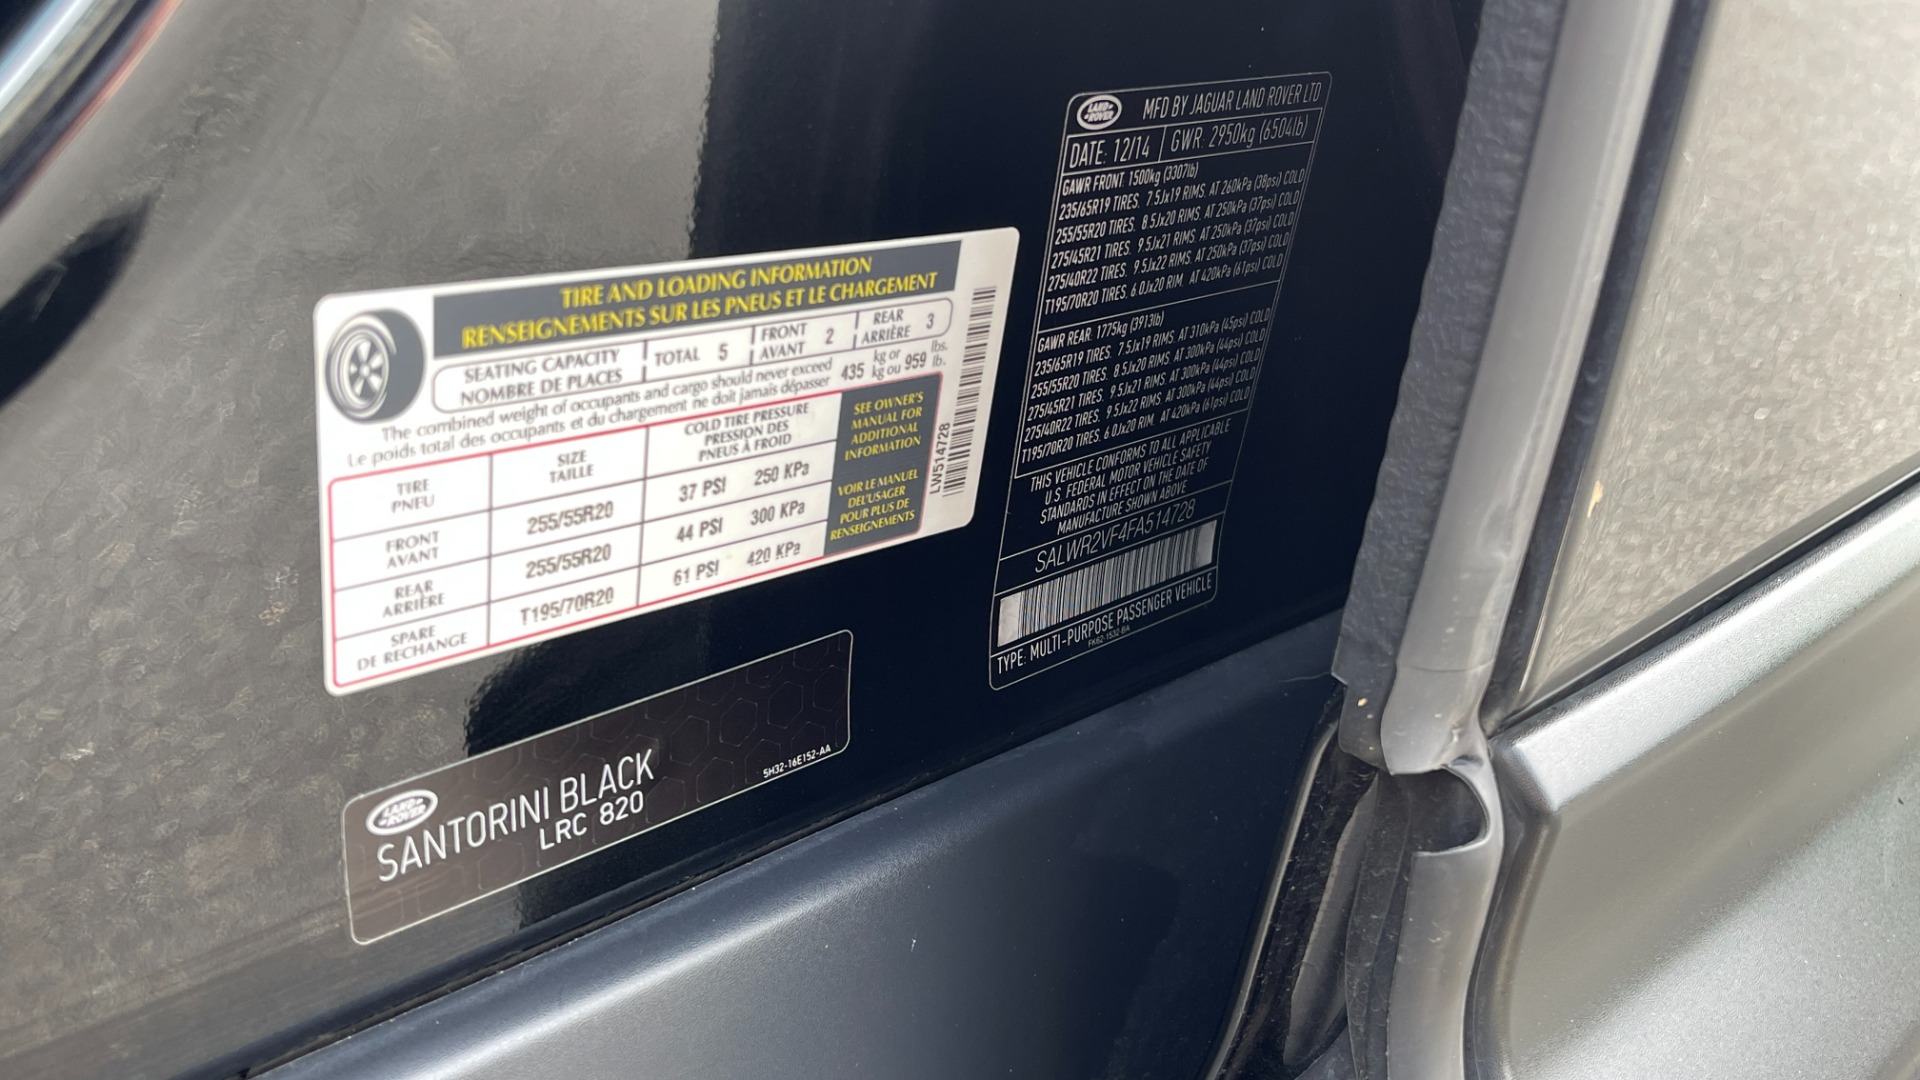 TIRE AND LOADING INFORMATION
RENSEIGNEMENTS SUR LES PNEUS ET LE CHARGEMENT
SEATING CAPACITY
NOMBRE DE PLACES
TOTAL 5
FRONT
AVANT 2
REAR
ARRIÈRE 3
The combined weight of occupants and cargo should never exceed 435 kg or 959 lbs.
Le poids total des occupants et du chargement ne doit jamais dépasser kg ou lb.
TIRE
PNEU
SIZE
TAILLE
COLD TIRE PRESSURE
PRESSION DES
PNEUS À FROID
SEE OWNER'S
MANUAL FOR
ADDITIONAL
INFORMATION
VOIR LE MANUEL
DEL'USAGER
POUR PLUS DE
RENSEIGNEMENTS
FRONT
AVANT
255/55R20 37 PSI 250 KPa
REAR
ARRIÈRE
255/55R20 44 PSI 300 KPa
SPARE
DE RECHANGE
T195/70R20 61 PSI 420 KPa
LW514728
LAND ROVER
SANTORINI BLACK
LRC 820
5H32-16E152-AA
LAND ROVER
MFD BY JAGUAR LAND ROVER LTD
DATE: 12/14 GWR: 2950kg (6504lb)
GAWR FRONT 1500kg (3307lb)
235/65R19 TIRES. 7.5Jx19 RIMS. AT 260kPa (38psi) COLD
255/55R20 TIRES. 8.5Jx20 RIMS. AT 250kPa (37psi) COLD
275/45R21 TIRES. 9.5Jx21 RIMS. AT 250kPa (37psi) COLD
275/40R22 TIRES. 9.5Jx22 RIMS. AT 250kPa (37psi) COLD
T195/70R20 TIRES. 6.0Jx20 RIM. AT 420kPa (61psi) COLD
GAWR REAR. 1775kg (3913lb)
235/65R19 TIRES. 7.5Jx19 RIMS. AT 310kPa (45psi) COLD
255/55R20 TIRES. 8.5Jx20 RIMS. AT 300kPa (44psi) COLD
275/45R21 TIRES. 9.5Jx21 RIMS. AT 300kPa (44psi) COLD
275/40R22 TIRES. 9.5Jx22 RIMS. AT 300kPa (44psi) COLD
T195/70R20 TIRES. 6.0Jx20 RIM. AT 420kPa (61psi) COLD
THIS VEHICLE CONFORMS TO ALL APPLICABLE
U.S. FEDERAL MOTOR VEHICLE SAFETY
STANDARDS IN EFFECT ON THE DATE OF
MANUFACTURE SHOWN ABOVE
SALWR2VF4FA514728
TYPE: MULTI-PURPOSE PASSENGER VEHICLE
FK62-1532-BA